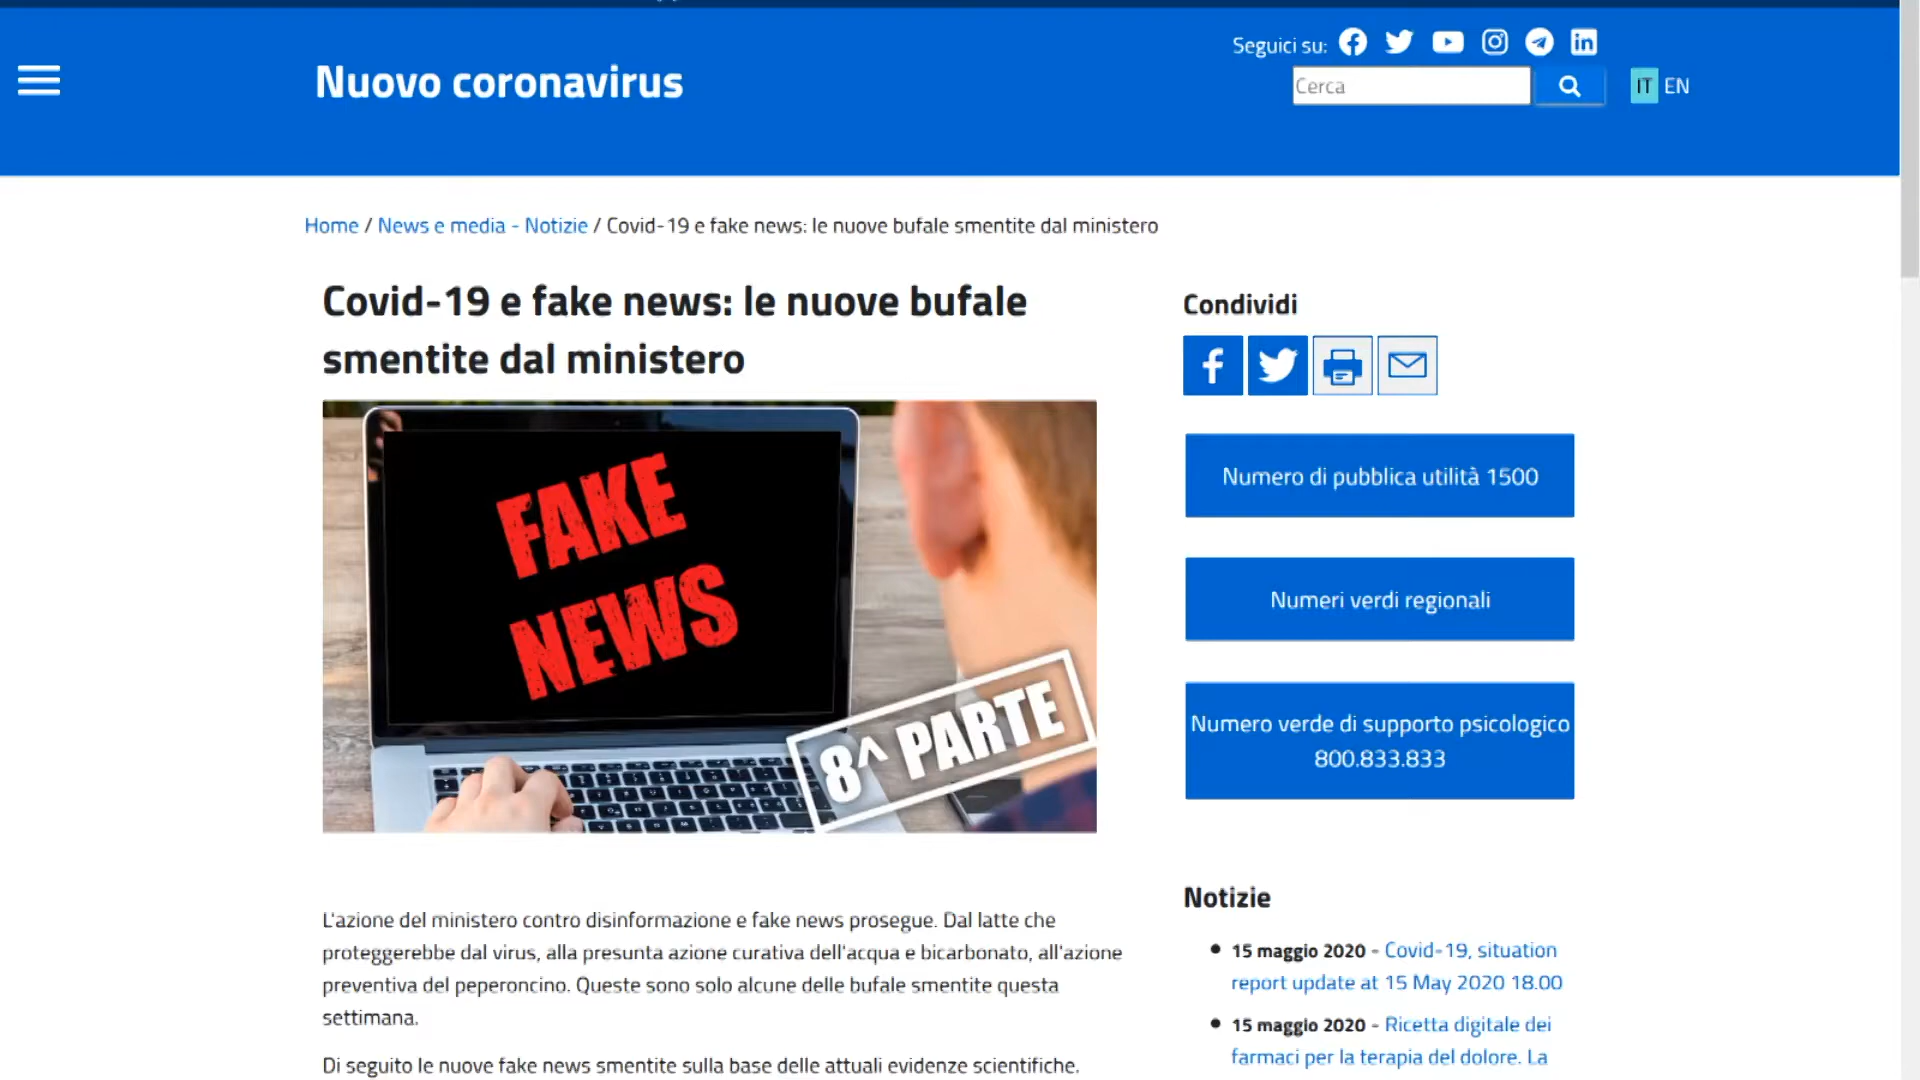 Seguici su:
Nuovo coronavirus
Cerca
IT EN
Home / News e media - Notizie / Covid-19 e fake news: le nuove bufale smentite dal ministero
Covid-19 e fake news: le nuove bufale
smentite dal ministero
FAKE
NEWS
8^ PARTE
L'azione del ministero contro disinformazione e fake news prosegue. Dal latte che
proteggerebbe dal virus, alla presunta azione curativa dell'acqua e bicarbonato, all'azione
preventiva del peperoncino. Queste sono solo alcune delle bufale smentite questa
settimana.
Di seguito le nuove fake news smentite sulla base delle attuali evidenze scientifiche.
Condividi
Numero di pubblica utilità 1500
Numeri verdi regionali
Numero verde di supporto psicologico
800.833.833
Notizie
15 maggio 2020 - Covid-19, situation
report update at 15 May 2020 18.00
15 maggio 2020 - Ricetta digitale dei
farmaci per la terapia del dolore. La